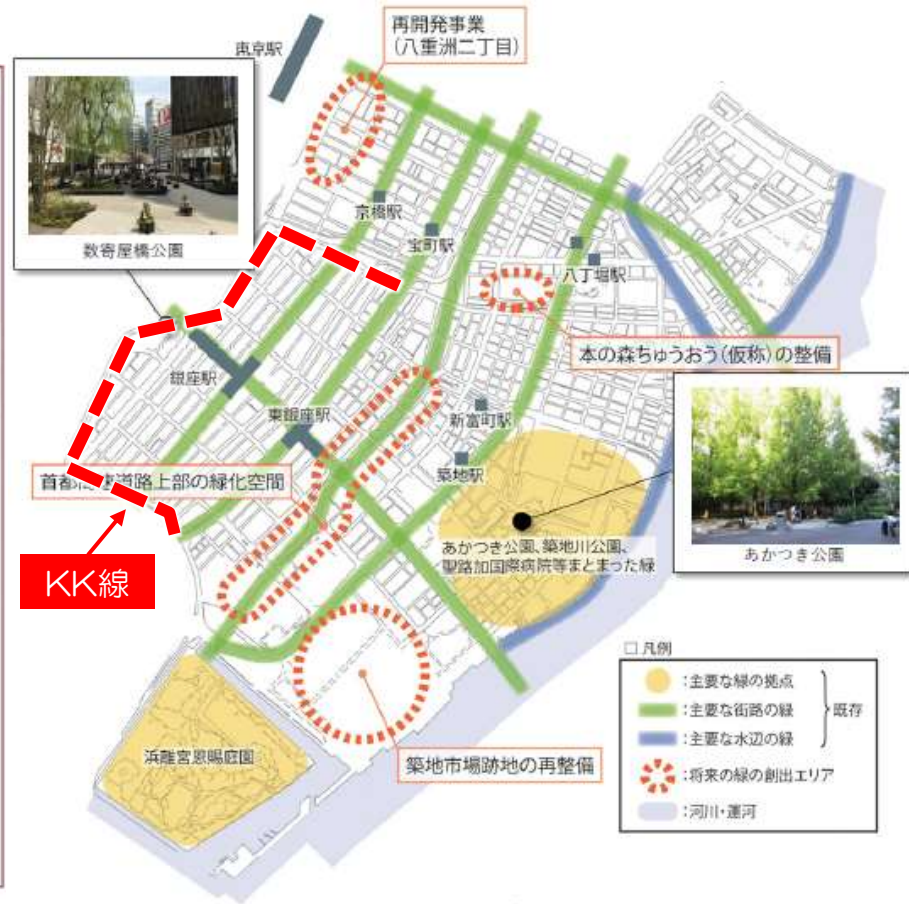 再開発事業
(八重洲二丁目)
東京駅
数寄屋橋公園
京橋駅
宝町駅
八丁堀駅
本の森ちゅうおう(仮称)の整備
銀座駅
東銀座駅
新富町駅
築地駅
首都高速道路上部の緑化空間
KK線
あかつき公園、築地川公園、
聖路加国際病院等まとまった緑
あかつき公園
浜離宮恩賜庭園
築地市場跡地の再整備
□ 凡例
:主要な緑の拠点
:主要な街路の緑
:主要な水辺の緑
既存
:将来の緑の創出エリア
:河川・運河